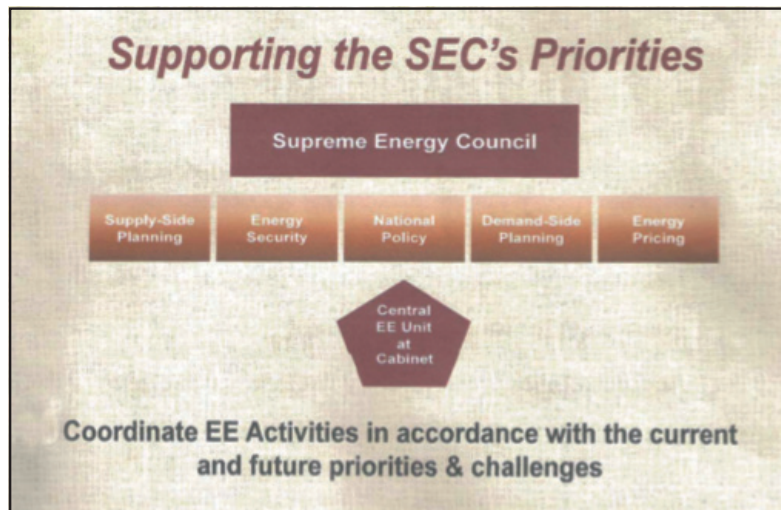 Supporting the SEC's Priorities
Supreme Energy Council
Supply-Side
Planning
Energy
Security
National
Policy
Demand-Side
Planning
Energy
Pricing
Central
EE Unit
at
Cabinet
Coordinate EE Activities in accordance with the current
and future priorities & challenges